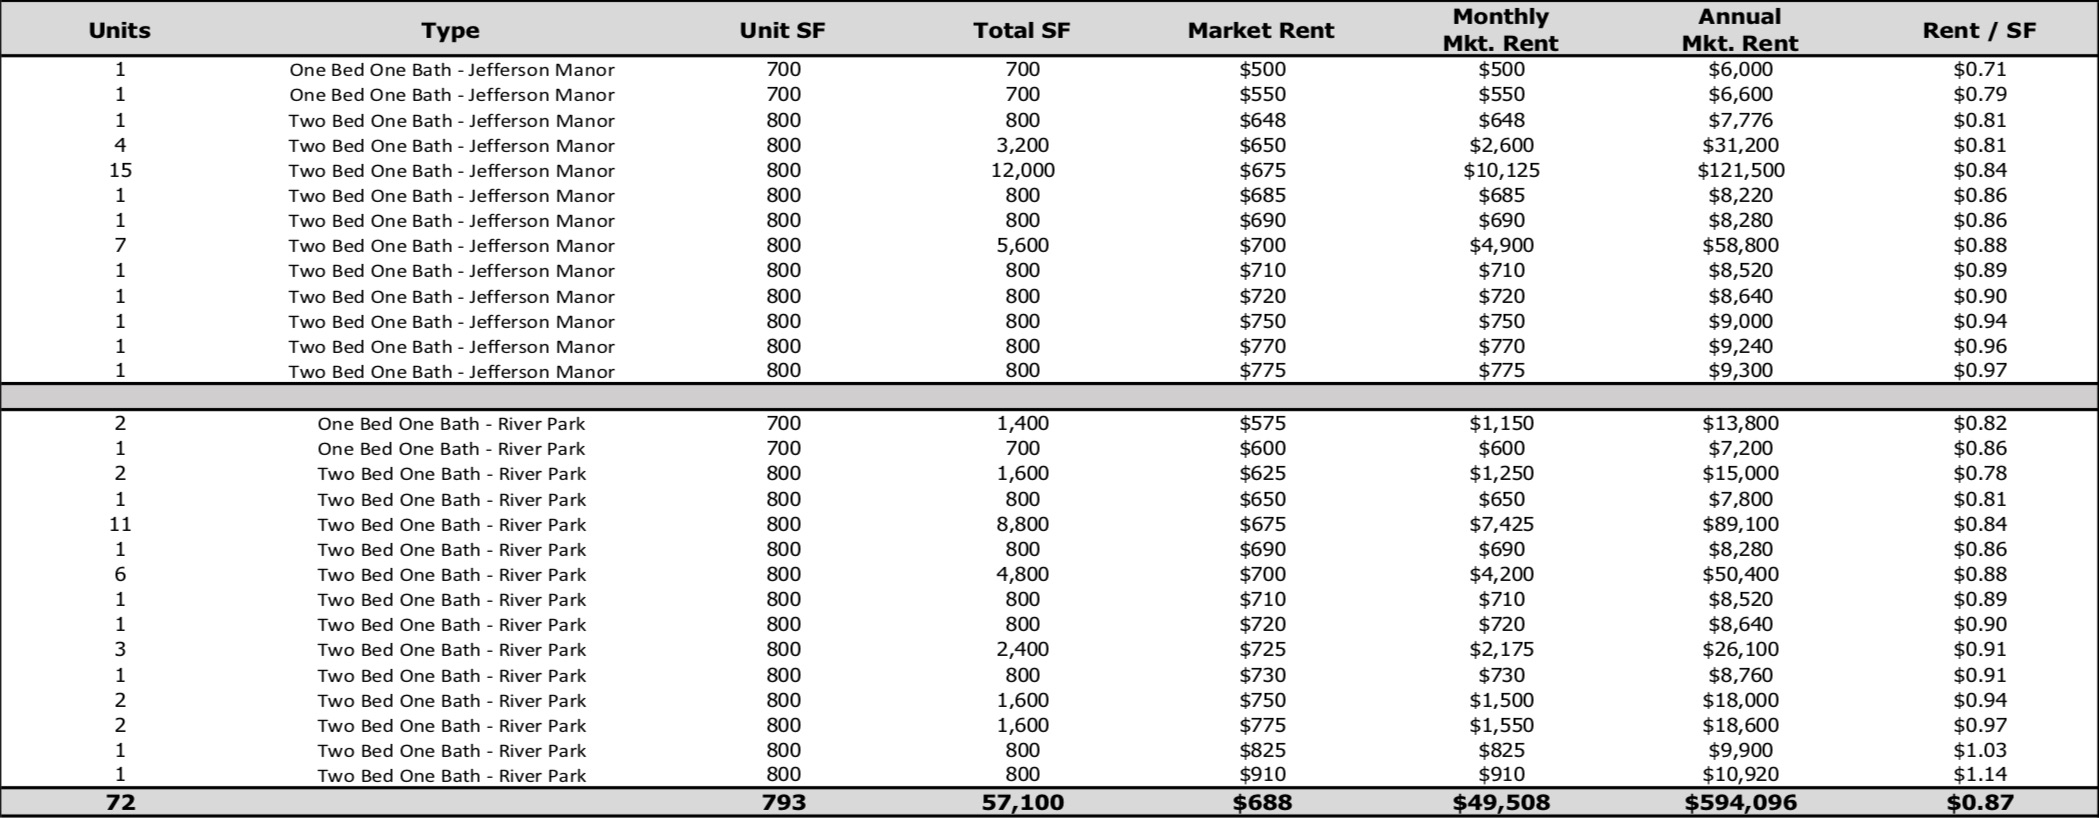 Units Type Unit SF Total SF Market Rent Monthly Mkt. Rent Annual Mkt. Rent Rent / SF
1 One Bed One Bath - Jefferson Manor 700 700 $500 $500 $6,000 $0.71
1 One Bed One Bath - Jefferson Manor 700 700 $550 $550 $6,600 $0.79
1 Two Bed One Bath - Jefferson Manor 800 800 $648 $648 $7,776 $0.81
4 Two Bed One Bath - Jefferson Manor 800 3,200 $650 $2,600 $31,200 $0.81
15 Two Bed One Bath - Jefferson Manor 800 12,000 $675 $10,125 $121,500 $0.84
1 Two Bed One Bath - Jefferson Manor 800 800 $685 $685 $8,220 $0.86
1 Two Bed One Bath - Jefferson Manor 800 800 $690 $690 $8,280 $0.86
7 Two Bed One Bath - Jefferson Manor 800 5,600 $700 $4,900 $58,800 $0.88
1 Two Bed One Bath - Jefferson Manor 800 800 $710 $710 $8,520 $0.89
1 Two Bed One Bath - Jefferson Manor 800 800 $720 $720 $8,640 $0.90
1 Two Bed One Bath - Jefferson Manor 800 800 $750 $750 $9,000 $0.94
1 Two Bed One Bath - Jefferson Manor 800 800 $770 $770 $9,240 $0.96
1 Two Bed One Bath - Jefferson Manor 800 800 $775 $775 $9,300 $0.97
2 One Bed One Bath - River Park 700 1,400 $575 $1,150 $13,800 $0.82
1 One Bed One Bath - River Park 700 700 $600 $600 $7,200 $0.86
2 Two Bed One Bath - River Park 800 1,600 $625 $1,250 $15,000 $0.78
1 Two Bed One Bath - River Park 800 800 $650 $650 $7,800 $0.81
11 Two Bed One Bath - River Park 800 8,800 $675 $7,425 $89,100 $0.84
1 Two Bed One Bath - River Park 800 800 $690 $690 $8,280 $0.86
6 Two Bed One Bath - River Park 800 4,800 $700 $4,200 $50,400 $0.88
1 Two Bed One Bath - River Park 800 800 $710 $710 $8,520 $0.89
1 Two Bed One Bath - River Park 800 800 $720 $720 $8,640 $0.90
3 Two Bed One Bath - River Park 800 2,400 $725 $2,175 $26,100 $0.91
1 Two Bed One Bath - River Park 800 800 $730 $730 $8,760 $0.91
2 Two Bed One Bath - River Park 800 1,600 $750 $1,500 $18,000 $0.94
2 Two Bed One Bath - River Park 800 1,600 $775 $1,550 $18,600 $0.97
1 Two Bed One Bath - River Park 800 800 $825 $825 $9,900 $1.03
1 Two Bed One Bath - River Park 800 800 $910 $910 $10,920 $1.14
72 793 57,100 $688 $49,508 $594,096 $0.87